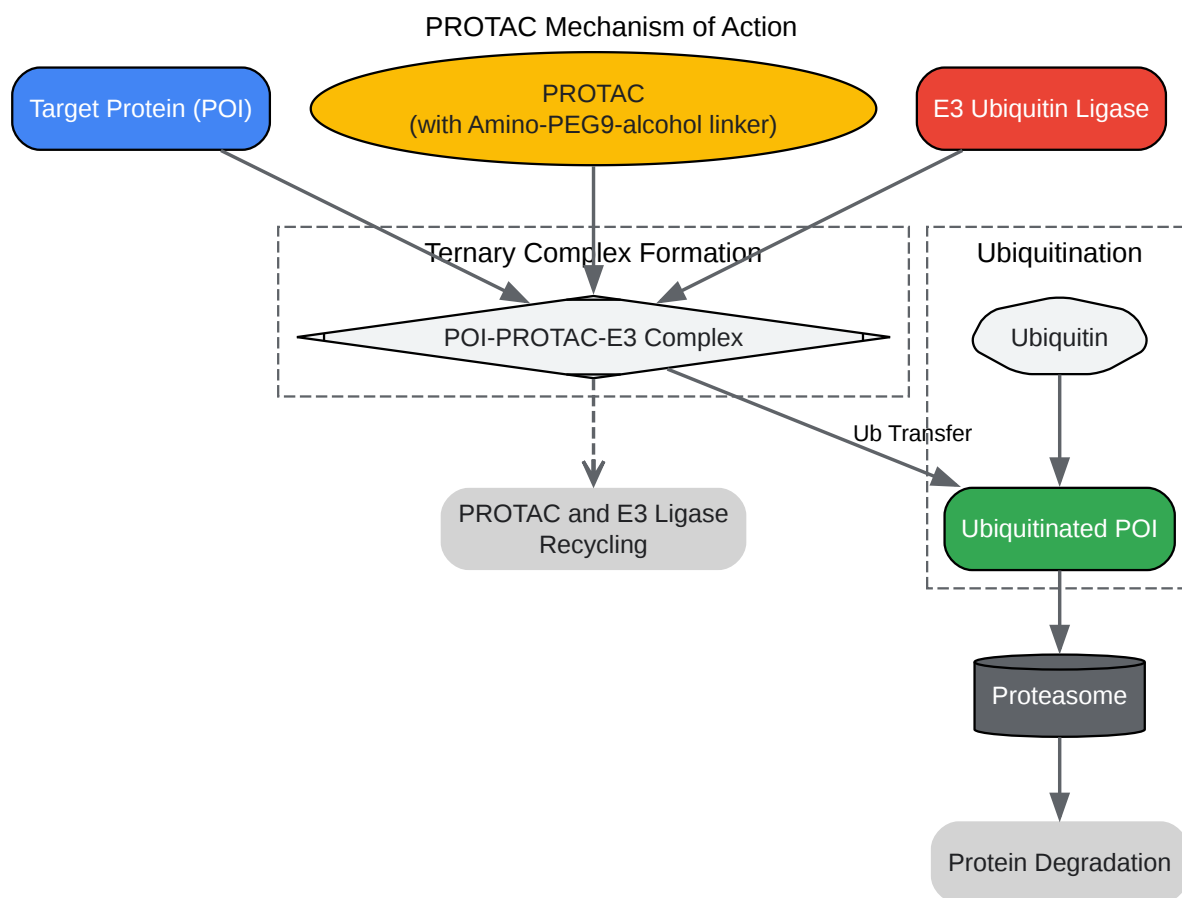 PROTAC Mechanism of Action
Target Protein (POI)
PROTAC
(with Amino-PEG9-alcohol linker)
E3 Ubiquitin Ligase
Ternary Complex Formation
Ubiquitination
POI-PROTAC-E3 Complex
Ubiquitin
Ub Transfer
PROTAC and E3 Ligase
Recycling
Ubiquitinated POI
Proteasome
Protein Degradation